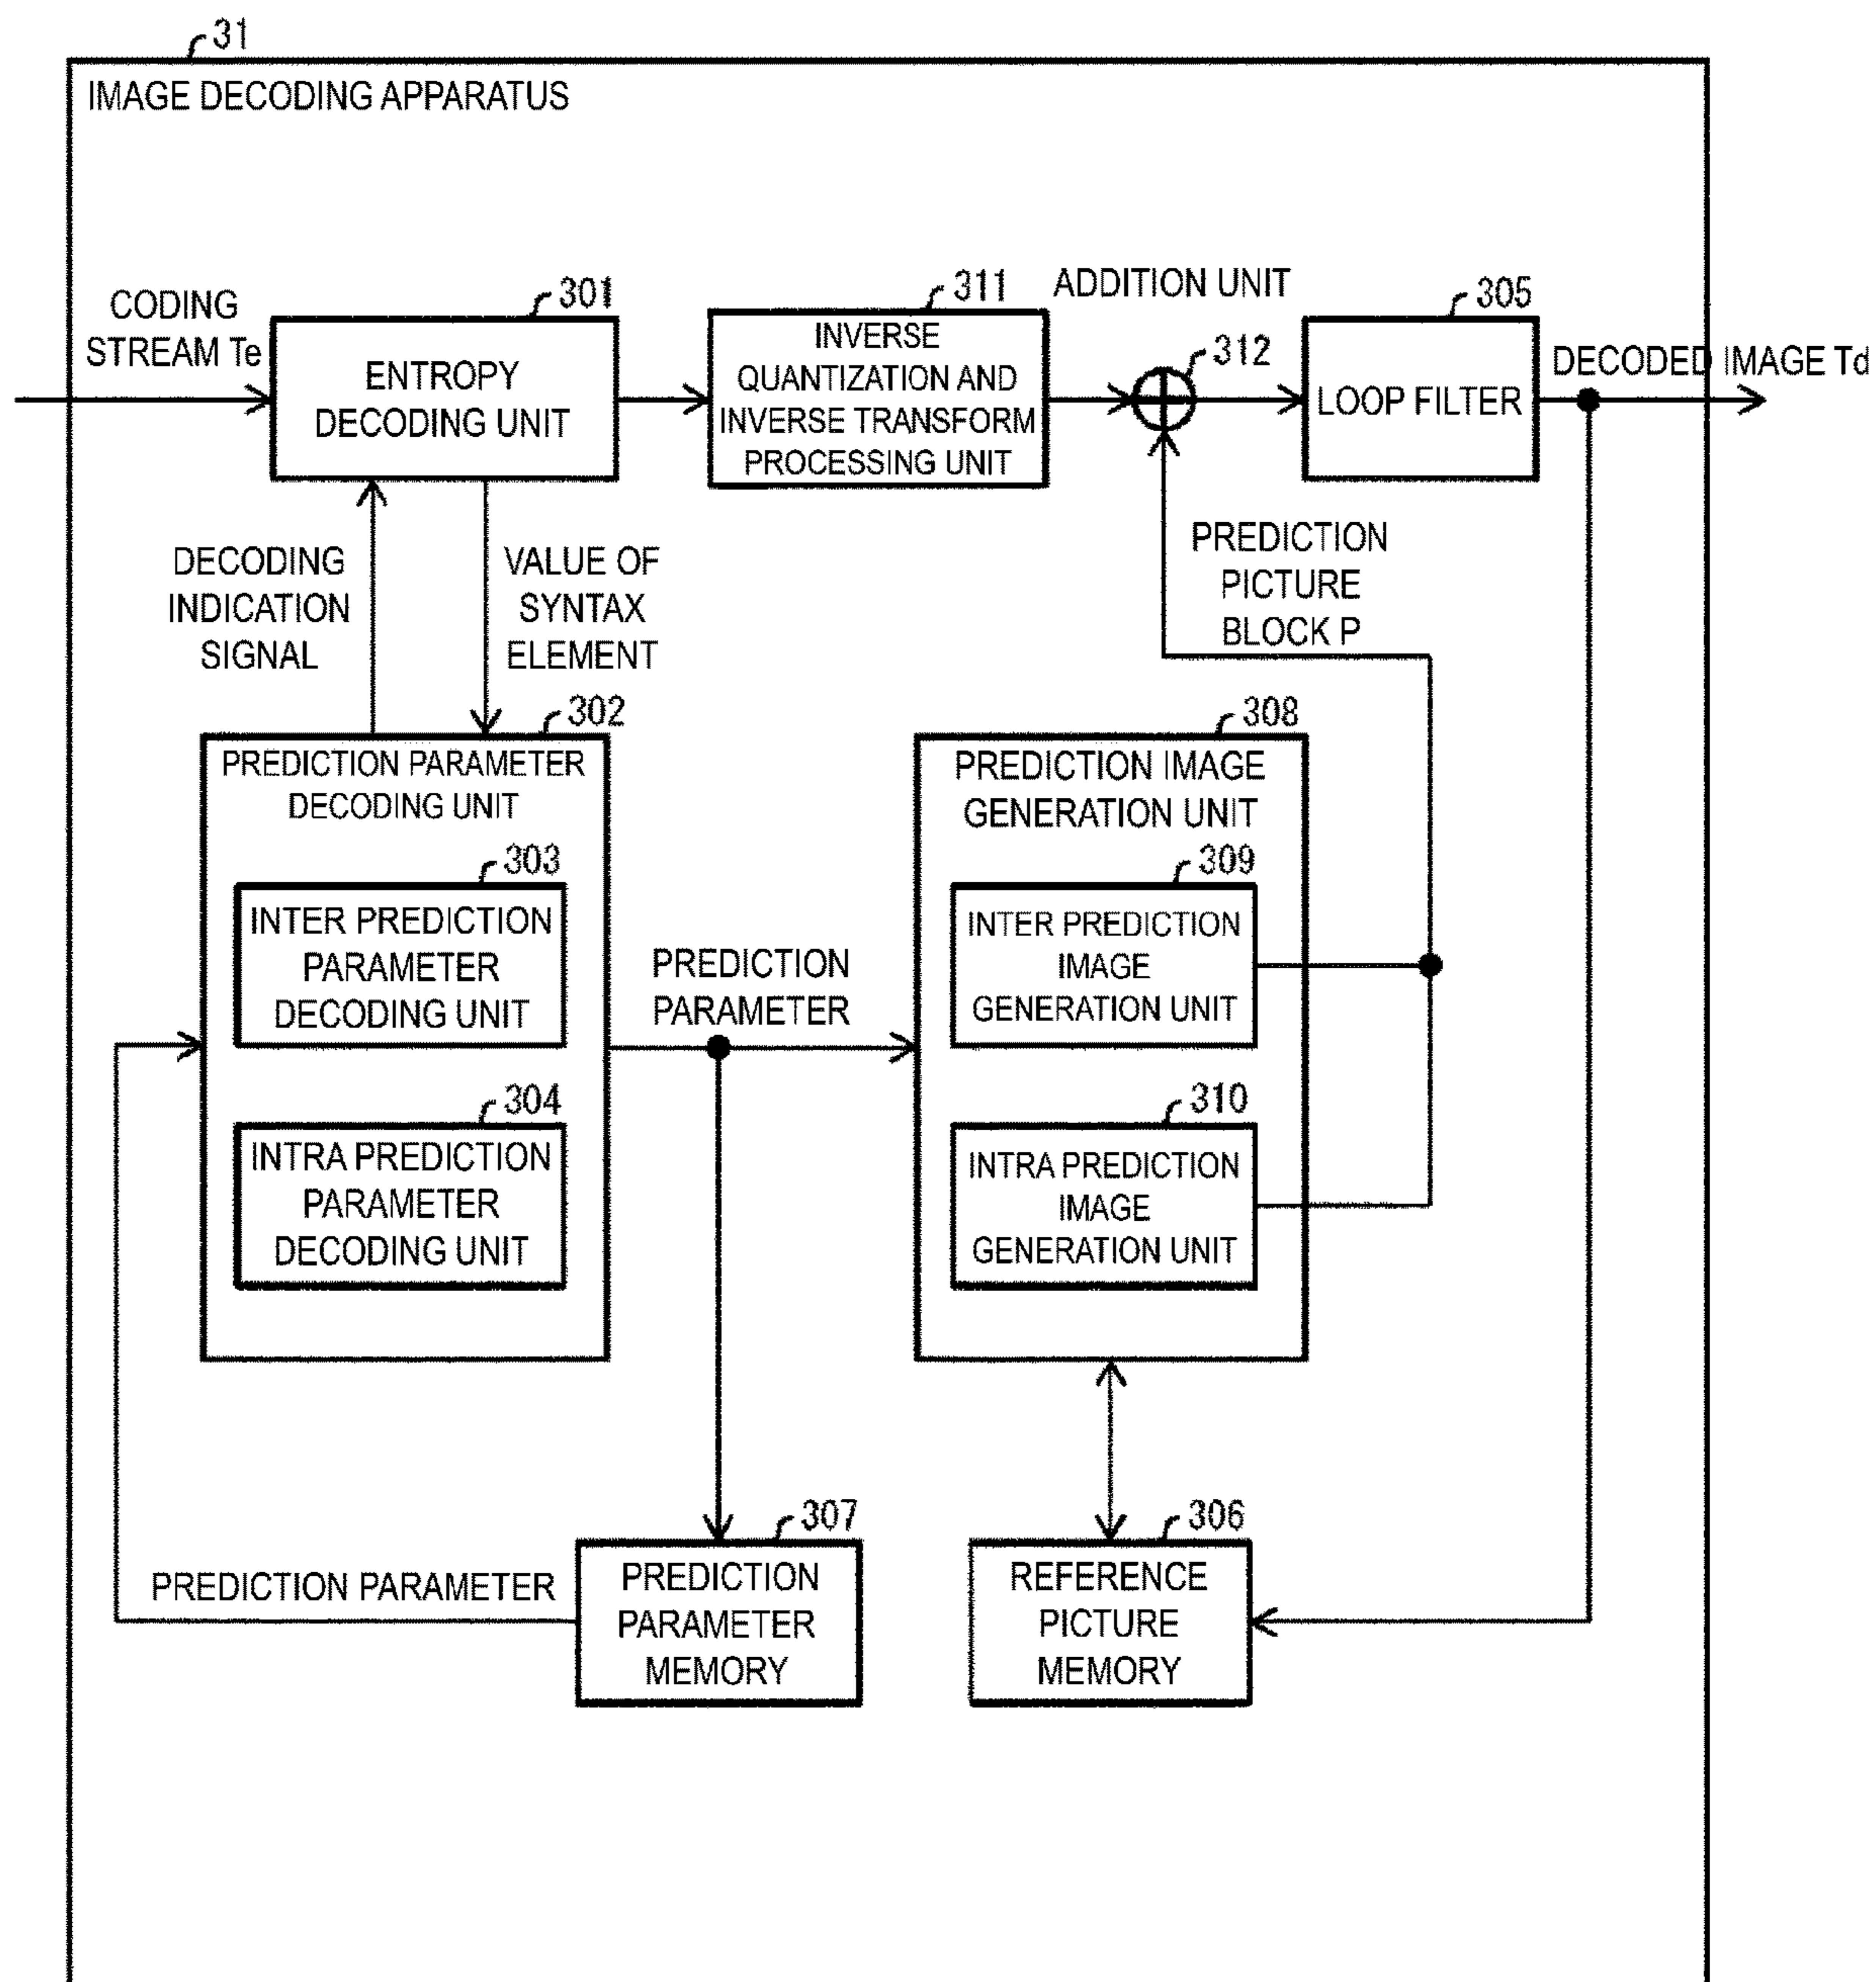 31
IMAGE DECODING APPARATUS
CODING
STREAM Te
301
ENTROPY
DECODING UNIT
311
INVERSE
QUANTIZATION AND
INVERSE TRANSFORM
PROCESSING UNIT
ADDITION UNIT
312
305
LOOP FILTER
DECODED IMAGE Td
DECODING
INDICATION
SIGNAL
VALUE OF
SYNTAX
ELEMENT
PREDICTION
PICTURE
BLOCK P
302
PREDICTION PARAMETER
DECODING UNIT
303
INTER PREDICTION
PARAMETER
DECODING UNIT
304
INTRA PREDICTION
PARAMETER
DECODING UNIT
PREDICTION
PARAMETER
308
PREDICTION IMAGE
GENERATION UNIT
309
INTER PREDICTION
IMAGE
GENERATION UNIT
310
INTRA PREDICTION
IMAGE
GENERATION UNIT
PREDICTION PARAMETER
307
PREDICTION
PARAMETER
MEMORY
306
REFERENCE
PICTURE
MEMORY